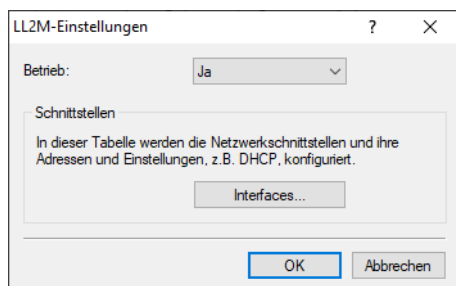 LL2M-Einstellungen ? X
Betrieb: Ja
Schnittstellen
In dieser Tabelle werden die Netzwerkschnittstellen und ihre
Adressen und Einstellungen, z.B. DHCP, konfiguriert.
Interfaces...
OK Abbrechen